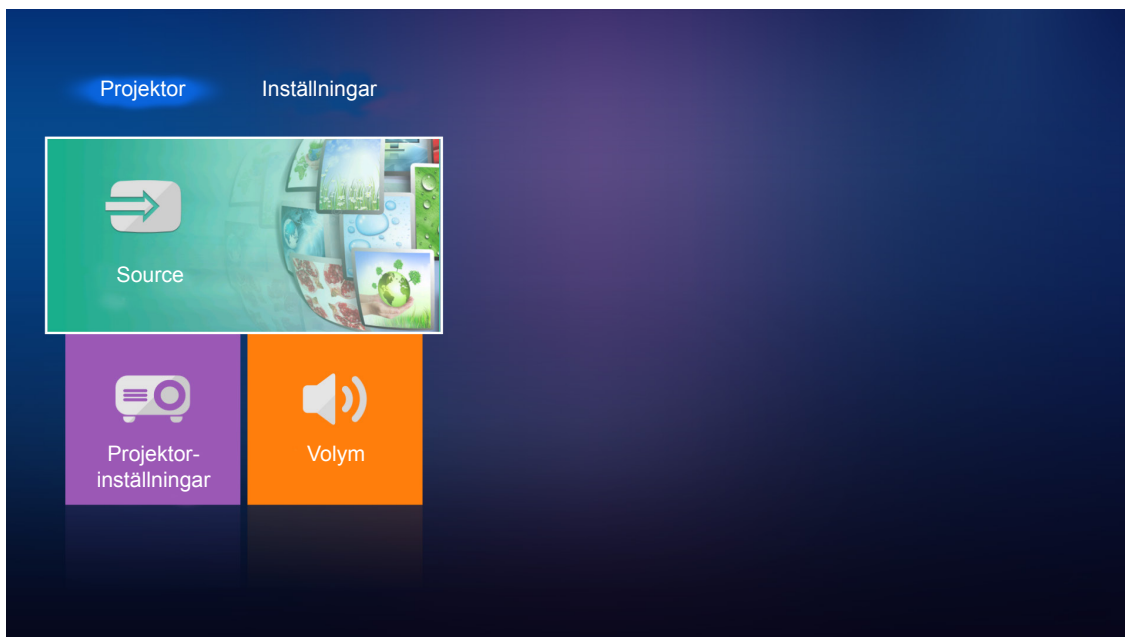 Projektor
Inställningar
Source
Projektor-
inställningar
Volym